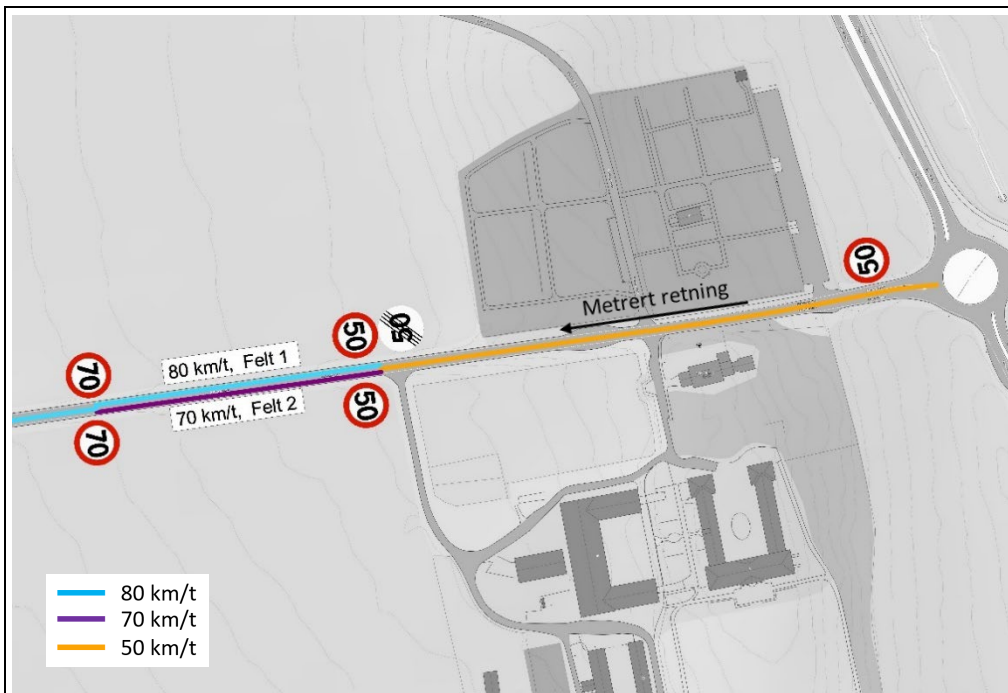 50
Metrert retning
50
50
80 km/t, Felt 1
70
70 km/t, Felt 2
50
70
80 km/t
70 km/t
50 km/t